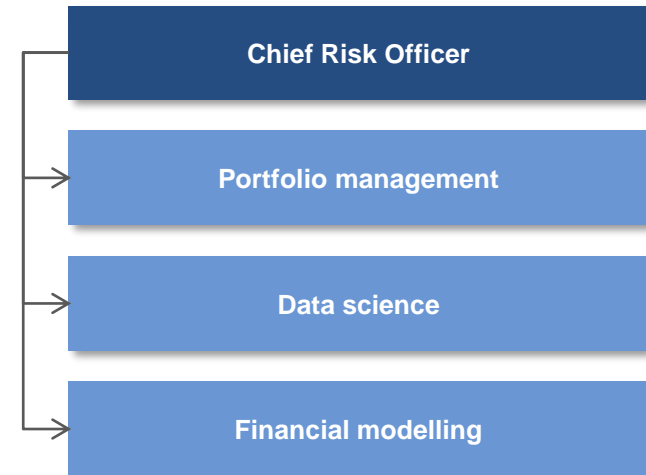 Chief Risk Officer
Portfolio management
Data science
Financial modelling